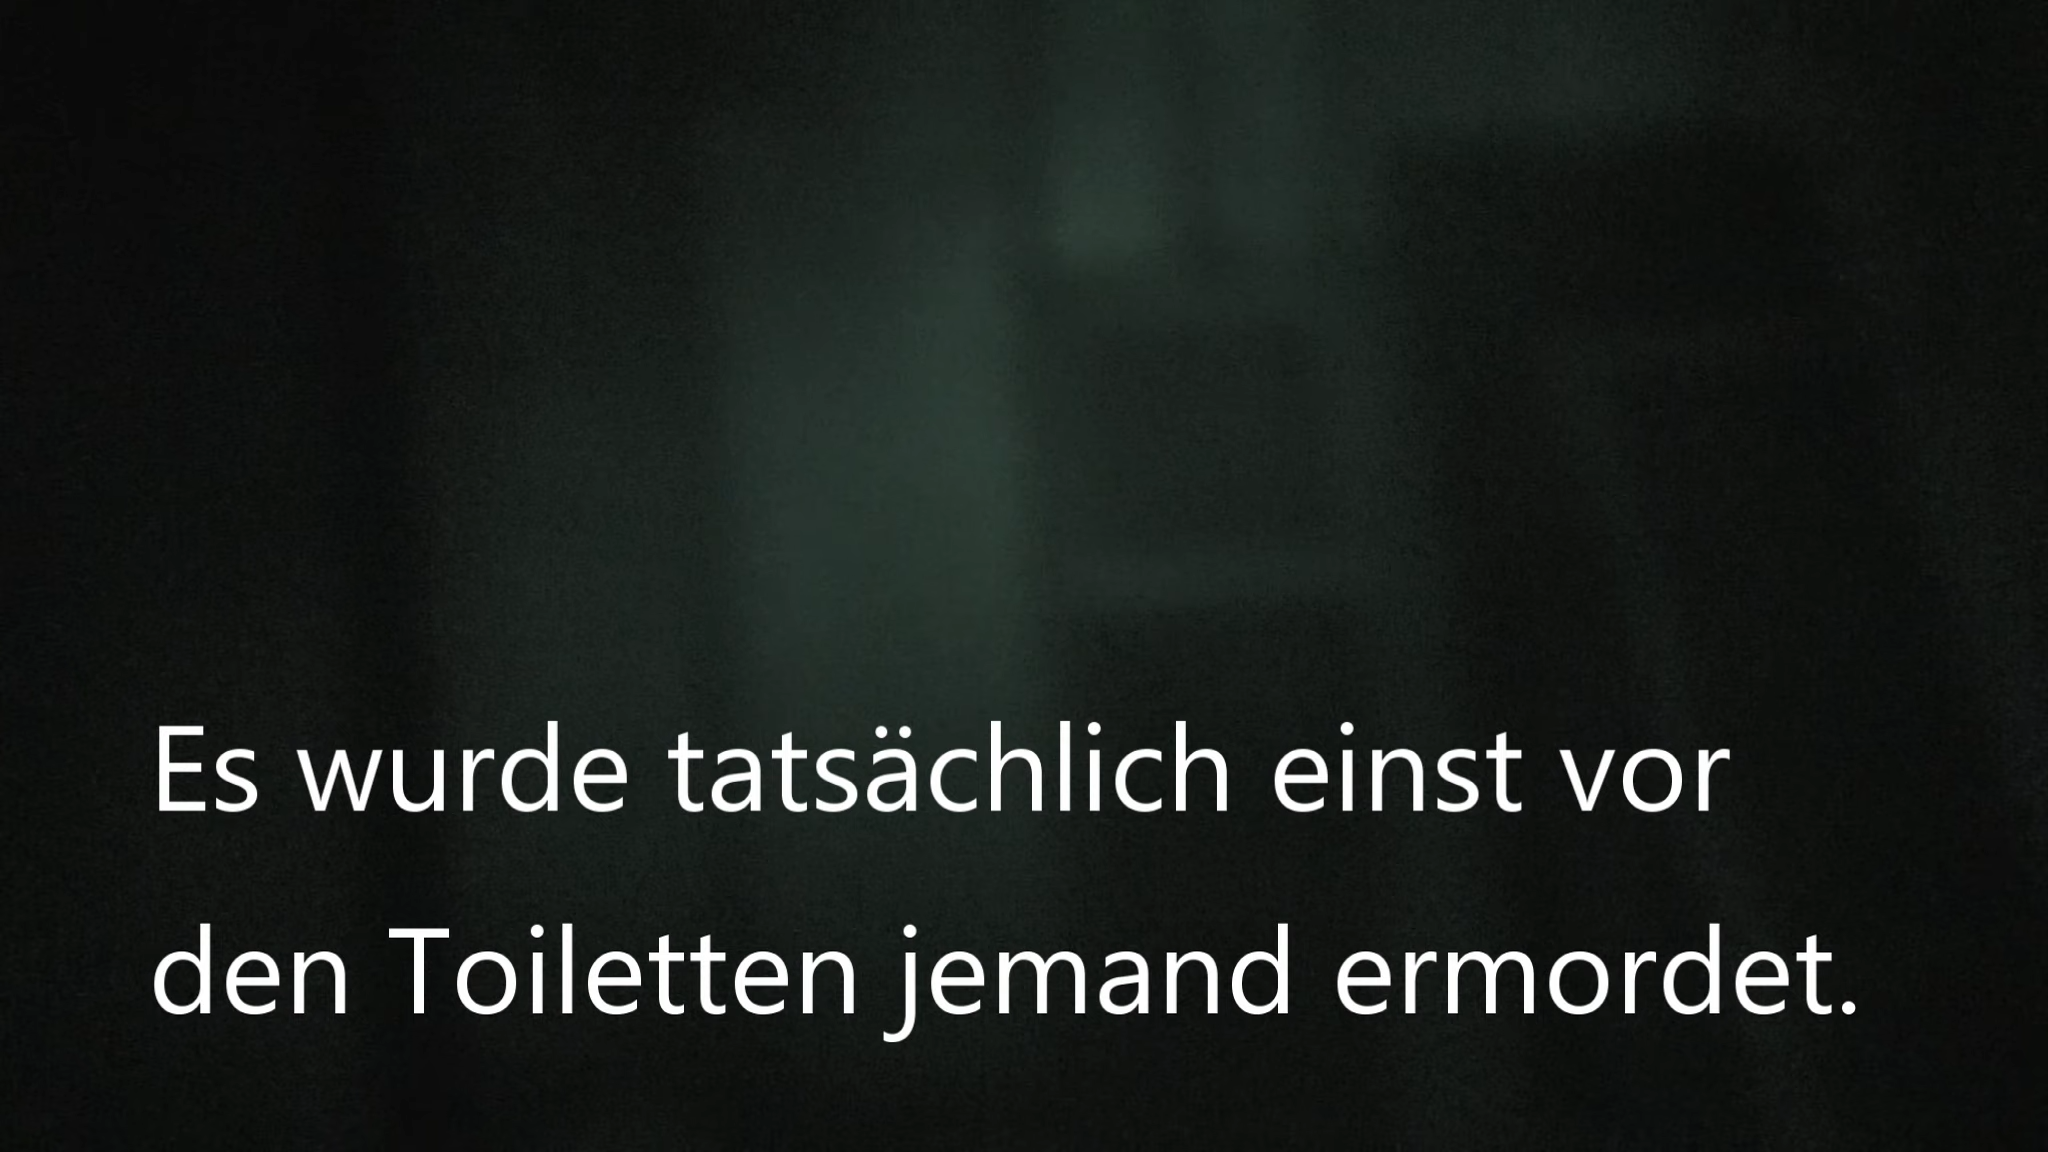 Es wurde tatsächlich einst vor
den Toiletten jemand ermordet.